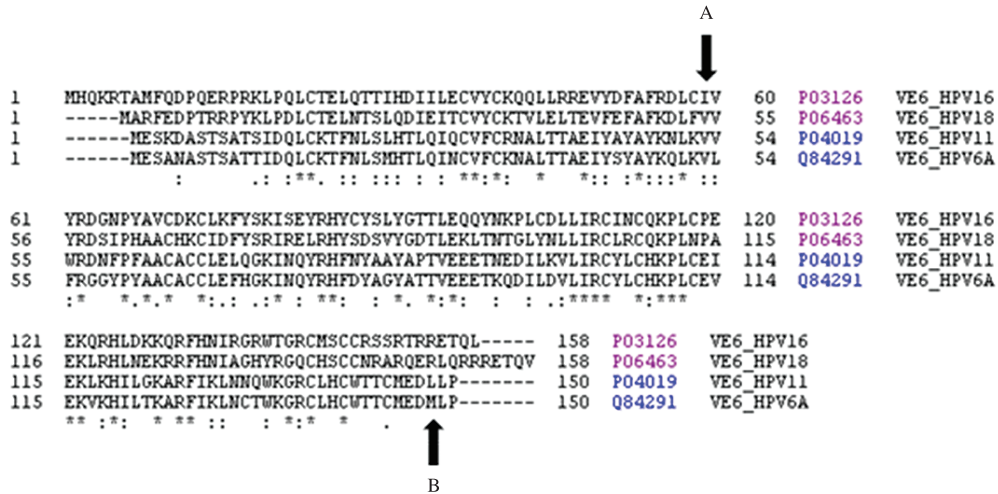 A
1 MHQKRTAMFQDPQERPRKLPQLCTELQTTIHDIILECVYCKQQLLRREVYDFAFRDLCIV 60 P03126 VE6_HPV16
1 -----MARFEDPTRRPYKLPDLCTELNTSLQDIEITCVYCKTVLELTEVFEFAFKDLFVV 55 P06463 VE6_HPV18
1 ------MESKDASTSATSIDQLCKTFNLSLHTLQIQCVFCRNALTTAEIYAYAYKNLKVV 54 P04019 VE6_HPV11
1 ------MESANASTSATTIDQLCKTFNLSMHTLQINCVFCKNALTTAEIYSYAYKQLKVL 54 Q84291 VE6_HPV6A
: .: :**. :: ::: : : **:*: * *:: :*::* ::
61 YRDGNPYAVCDKCLKFYSKISEYRHYCYSLYGTTLEQQYNKPLCDLLIRCINCQKPLCPE 120 P03126 VE6_HPV16
56 YRDSIPHAACHKCIDFYSRIRELRHYSDSVYGDTLEKLTNTGLYNLLIRCLRCQKPLNPA 115 P06463 VE6_HPV18
55 WRDNFPFAACACCLELQGKINQYRHFNYAAYAPTVEEETNEDILKVLIRCYLCHKPLCEI 114 P04019 VE6_HPV11
55 FRGGYPYAACACCLEFHGKINQYRHFDYAGYATTVEEETKQDILDVLIRCYLCHKPLCEV 114 Q84291 VE6_HPV6A
:*.. *.*.* *:.: .:* : **: : *. *:*: : : .:**** *:***
121 EKQRHLDKKQRFHNIRGRWTGRCMSCCRSSRTRRETQL------ 158 P03126 VE6_HPV16
116 EKLRHLNEKRRFHNIAGHYRGQCHSCCNRARQERLQRRRETQV 158 P06463 VE6_HPV18
115 EKLKHILGKARFIKLNNQWKGRCLHCWTTCMEDLLP------- 150 P04019 VE6_HPV11
115 EKVKHILTKARFIKLNCTWKGRCLHCWTTCMEDMLP------- 150 Q84291 VE6_HPV6A
** :*: * ** :: : *:* * .
B